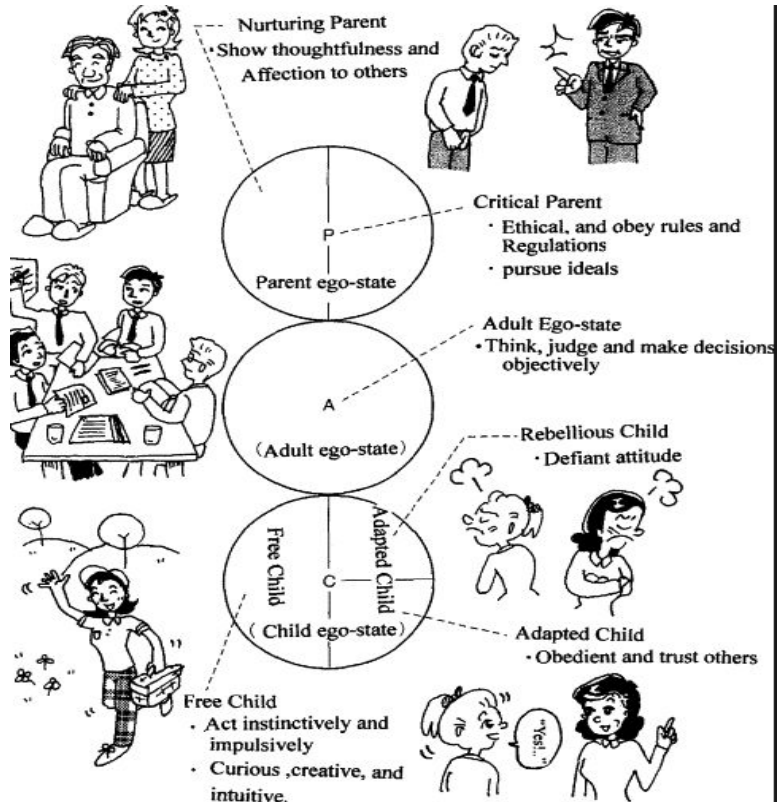 Nurturing Parent
· Show thoughtfulness and
Affection to others
Critical Parent
· Ethical, and obey rules and
Regulations
· pursue ideals
P
Parent ego-state
Adult Ego-state
· Think, judge and make decisions
objectively
A
(Adult ego-state)
Rebellious Child
· Defiant attitude
Free Child
C
Adapted Child
(Child ego-state)
Adapted Child
· Obedient and trust others
Free Child
· Act instinctively and
impulsively
· Curious ,creative, and
intuitive.
"Yes!..."